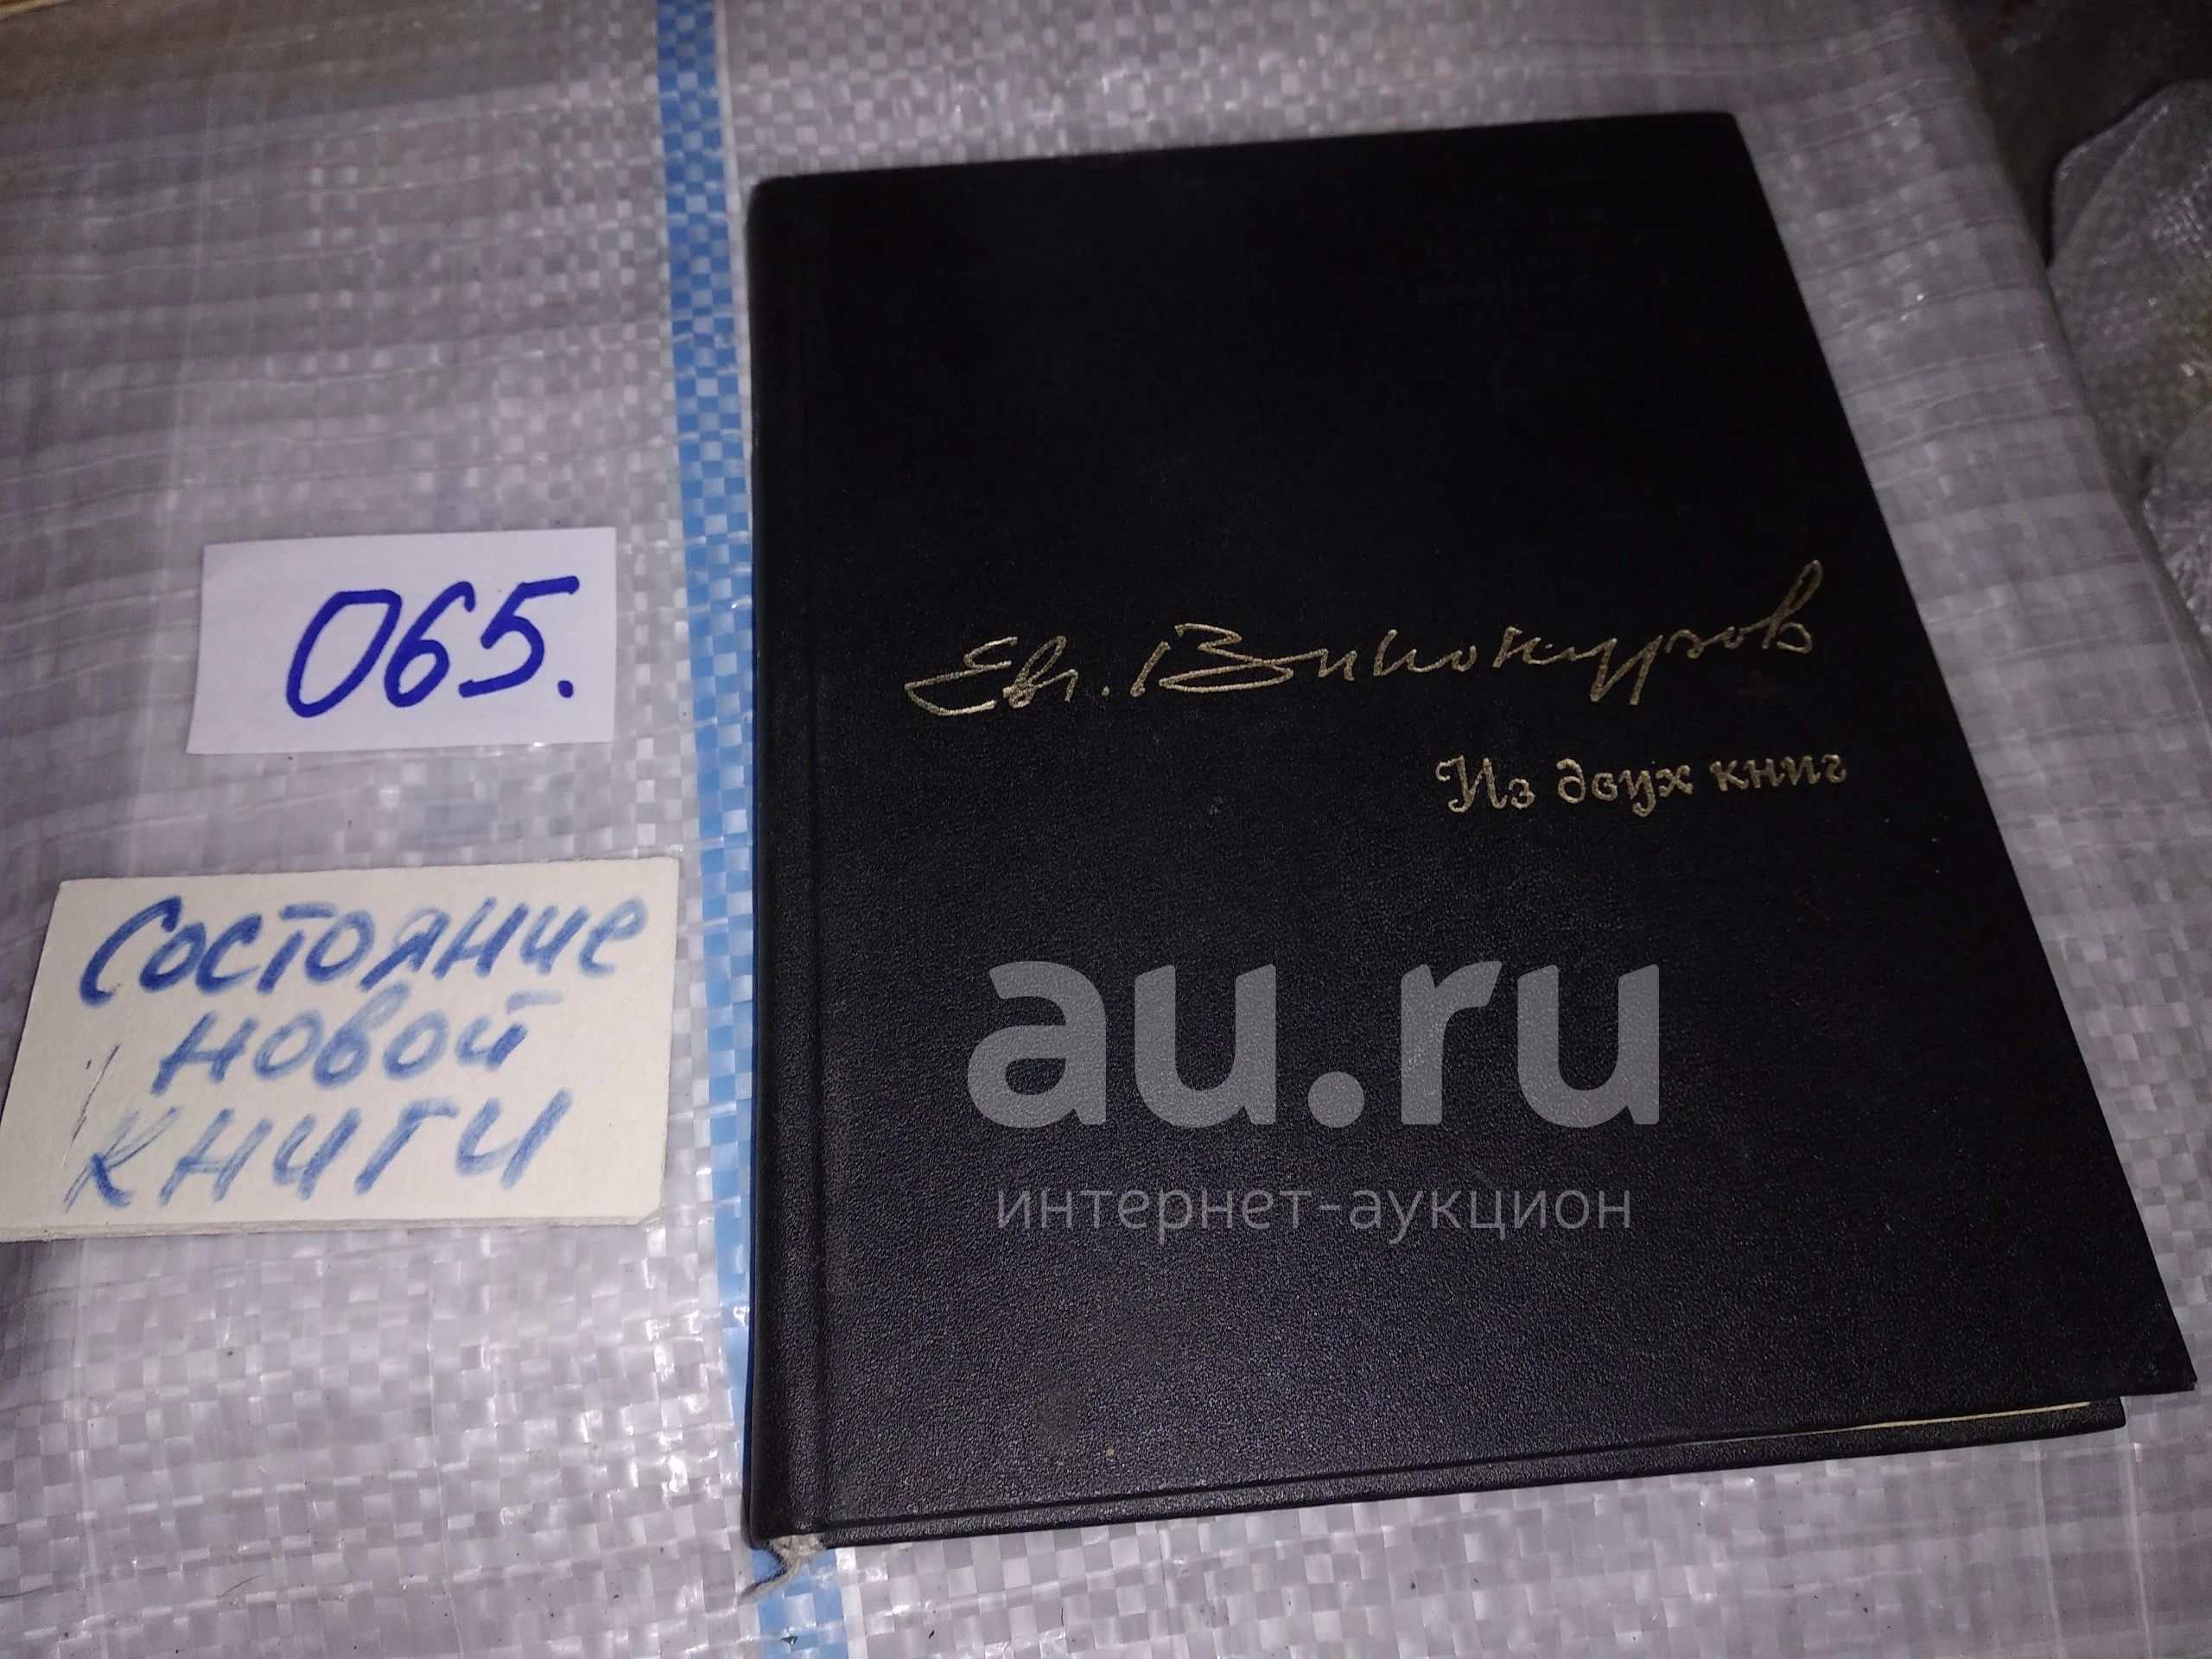 065.
Состояние
новой
книги
Евг. Винокуров
Из двух книг
au.ru
интернет-аукцион